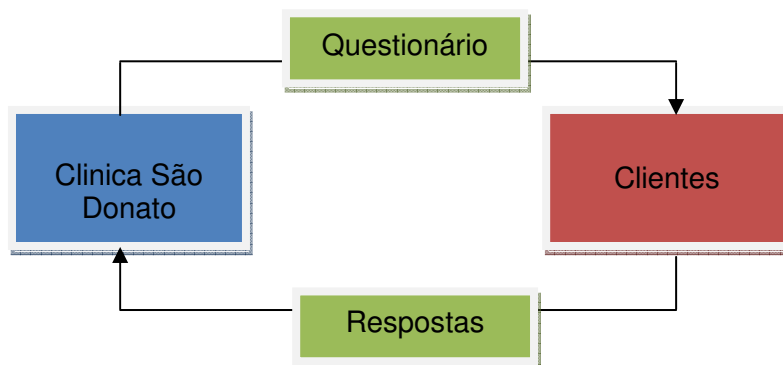 Questionário
Clinica São
Donato
Clientes
Respostas